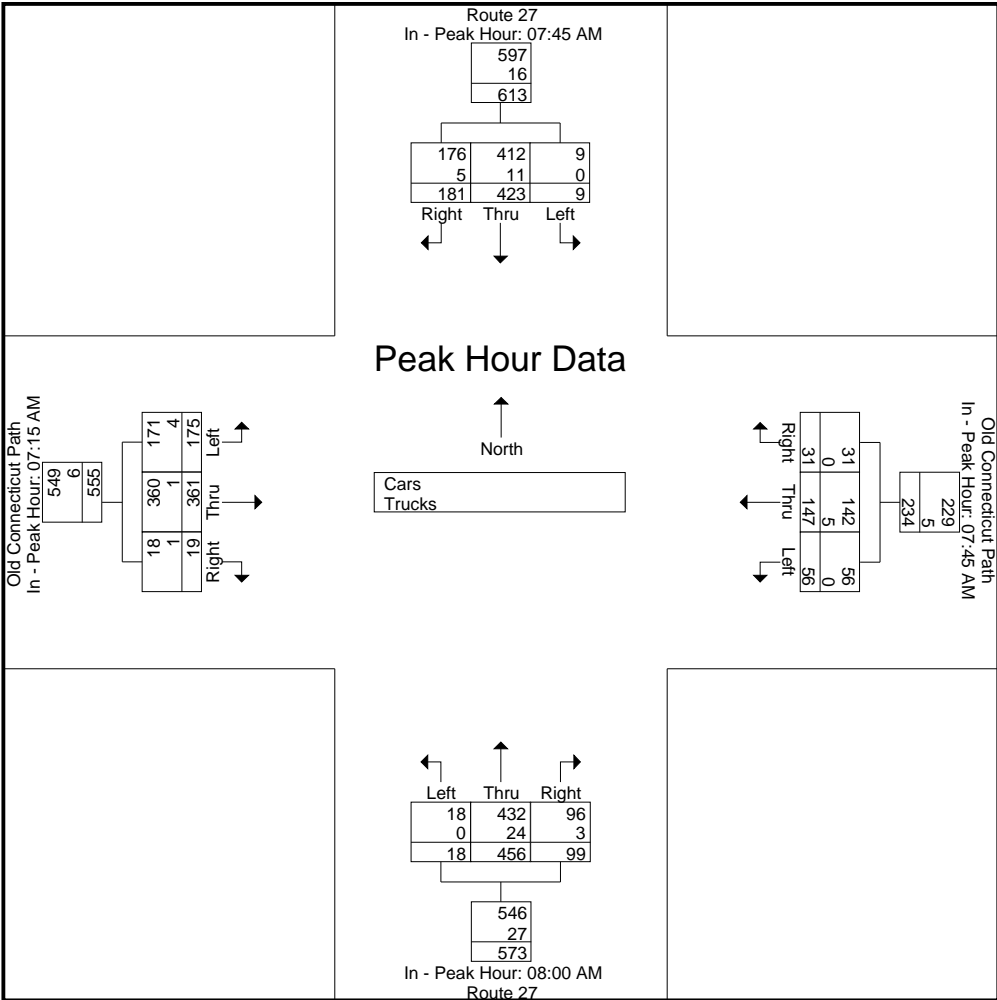 Route 27
In - Peak Hour: 07:45 AM
597
16
613
176 412 9
5 11 0
181 423 9
Right Thru Left
Peak Hour Data
North
Cars
Trucks
Old Connecticut Path
In - Peak Hour: 07:15 AM
549 6 555
171 4 175
Left
360 1 361
Thru
18 1 19
Right
Old Connecticut Path
In - Peak Hour: 07:45 AM
229
5
234
Right Thru Left
31 142 56
0 5 0
31 147 56
Left Thru Right
18 432 96
0 24 3
18 456 99
546
27
573
In - Peak Hour: 08:00 AM
Route 27